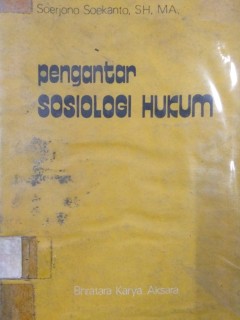 Soerjono Soekanto, SH, MA.
pengantar
SOSIOLOGI HUKUM
Bhratara Karya Aksara